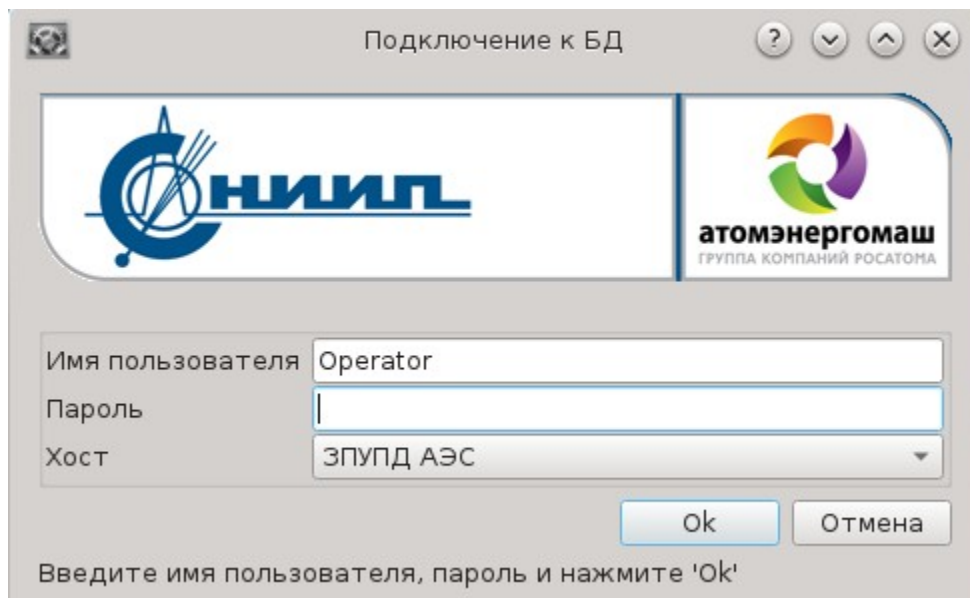 Подключение к БД
СНИИП
атомэнергомаш
ГРУППА КОМПАНИЙ РОСАТОМА
Имя пользователя Operator
Пароль
Хост ЗПУПД АЭС
Ok Отмена
Введите имя пользователя, пароль и нажмите 'Ok'